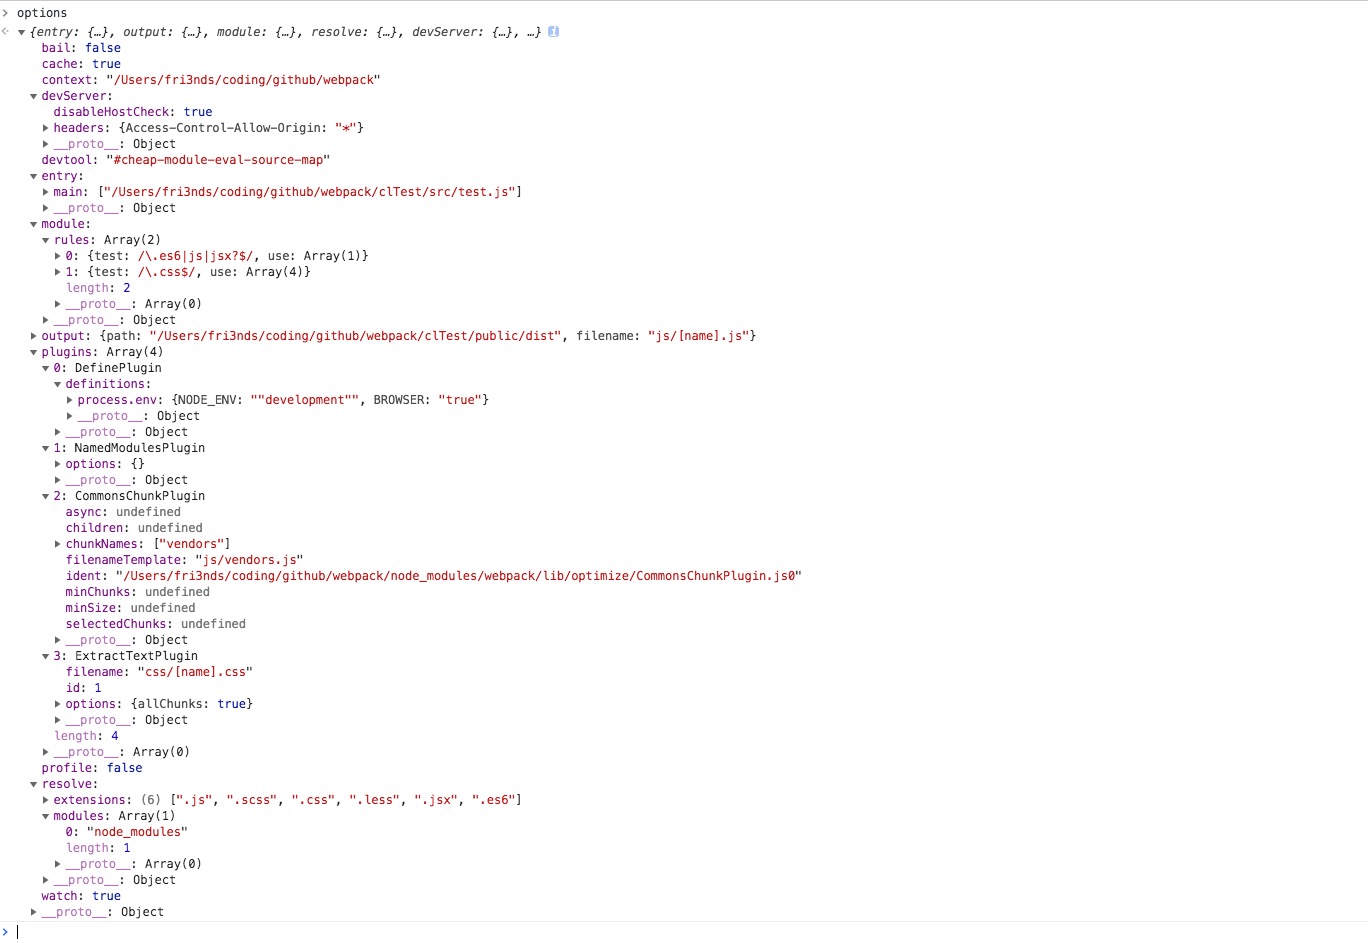 options
{entry: {…}, output: {…}, module: {…}, resolve: {…}, devServer: {…}, …}
bail: false
cache: true
context: "/Users/fri3nds/coding/github/webpack"
devServer:
disableHostCheck: true
headers: {Access-Control-Allow-Origin: "*"}
__proto__: Object
devtool: "#cheap-module-eval-source-map"
entry:
main: ["/Users/fri3nds/coding/github/webpack/clTest/src/test.js"]
__proto__: Object
module:
rules: Array(2)
0: {test: /\.es6|js|jsx?$/, use: Array(1)}
1: {test: /\.css$/, use: Array(4)}
length: 2
__proto__: Array(0)
__proto__: Object
output: {path: "/Users/fri3nds/coding/github/webpack/clTest/public/dist", filename: "js/[name].js"}
plugins: Array(4)
0: DefinePlugin
definitions:
process.env: {NODE_ENV: ""development"", BROWSER: "true"}
__proto__: Object
__proto__: Object
1: NamedModulesPlugin
options: {}
__proto__: Object
2: CommonsChunkPlugin
async: undefined
children: undefined
chunkNames: ["vendors"]
filenameTemplate: "js/vendors.js"
ident: "/Users/fri3nds/coding/github/webpack/node_modules/webpack/lib/optimize/CommonsChunkPlugin.js0"
minChunks: undefined
minSize: undefined
selectedChunks: undefined
__proto__: Object
3: ExtractTextPlugin
filename: "css/[name].css"
id: 1
options: {allChunks: true}
__proto__: Object
length: 4
__proto__: Array(0)
profile: false
resolve:
extensions: (6) [".js", ".scss", ".css", ".less", ".jsx", ".es6"]
modules: Array(1)
0: "node_modules"
length: 1
__proto__: Array(0)
__proto__: Object
watch: true
__proto__: Object